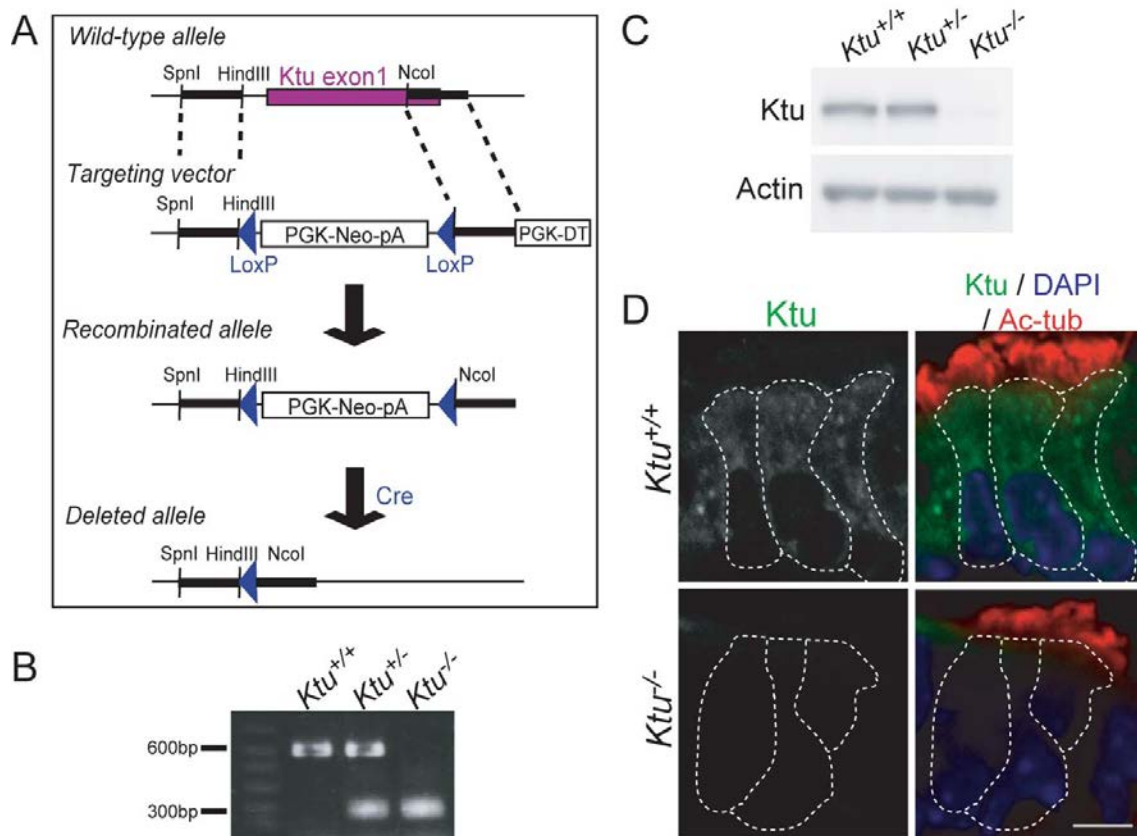 A
Wild-type allele
SpnI HindIII Ktu exon1 NcoI
Targeting vector
SpnI HindIII
PGK-Neo-pA PGK-DT
LoxP LoxP
Recombinated allele
SpnI HindIII NcoI
PGK-Neo-pA
Cre
Deleted allele
SpnI HindIII NcoI
B
Ktu+/+ Ktu+/- Ktu-/-
600bp
300bp
C
Ktu+/+ Ktu+/- Ktu-/-
Ktu
Actin
D
Ktu
Ktu / DAPI
/ Ac-tub
Ktu+/+
Ktu-/-